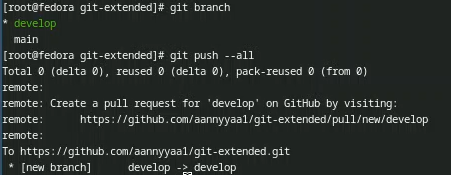 [root@fedora git-extended]# git branch
* develop
  main
[root@fedora git-extended]# git push --all
Total 0 (delta 0), reused 0 (delta 0), pack-reused 0 (from 0)
remote:
remote: Create a pull request for 'develop' on GitHub by visiting:
remote:      https://github.com/aannyyaa1/git-extended/pull/new/develop
remote:
To https://github.com/aannyyaa1/git-extended.git
 * [new branch]      develop -> develop